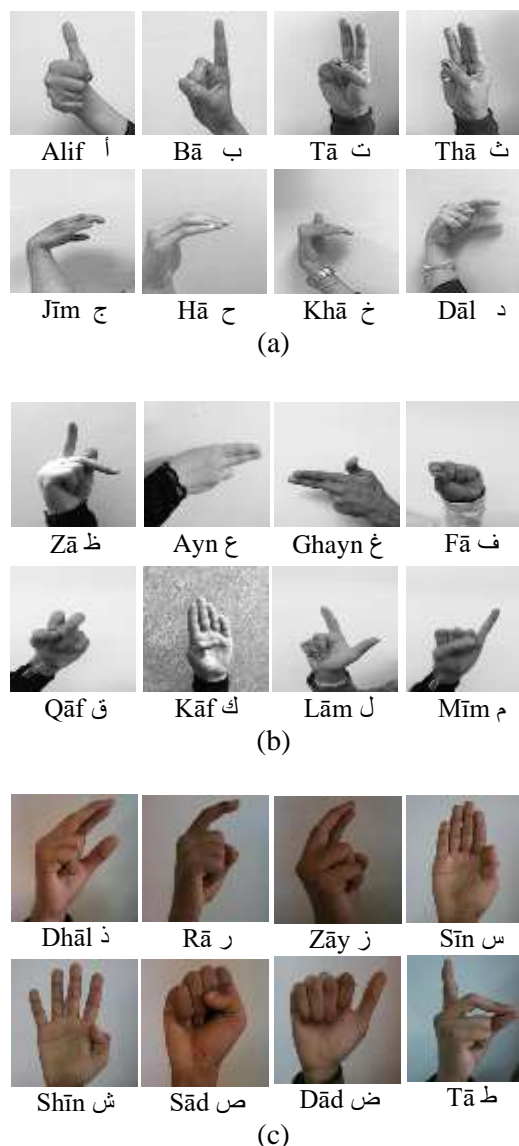 Alif أ Bā ب Tā ت Thā ث
Jīm ج Hā ح Khā خ Dāl د
(a)
Zā ظ Ayn ع Ghayn غ Fā ف
Qāf ق Kāf ك Lām ل Mīm م
(b)
Dhāl ذ Rā ر Zāy ز Sīn س
Shīn ش Sād ص Dād ض Tā ط
(c)